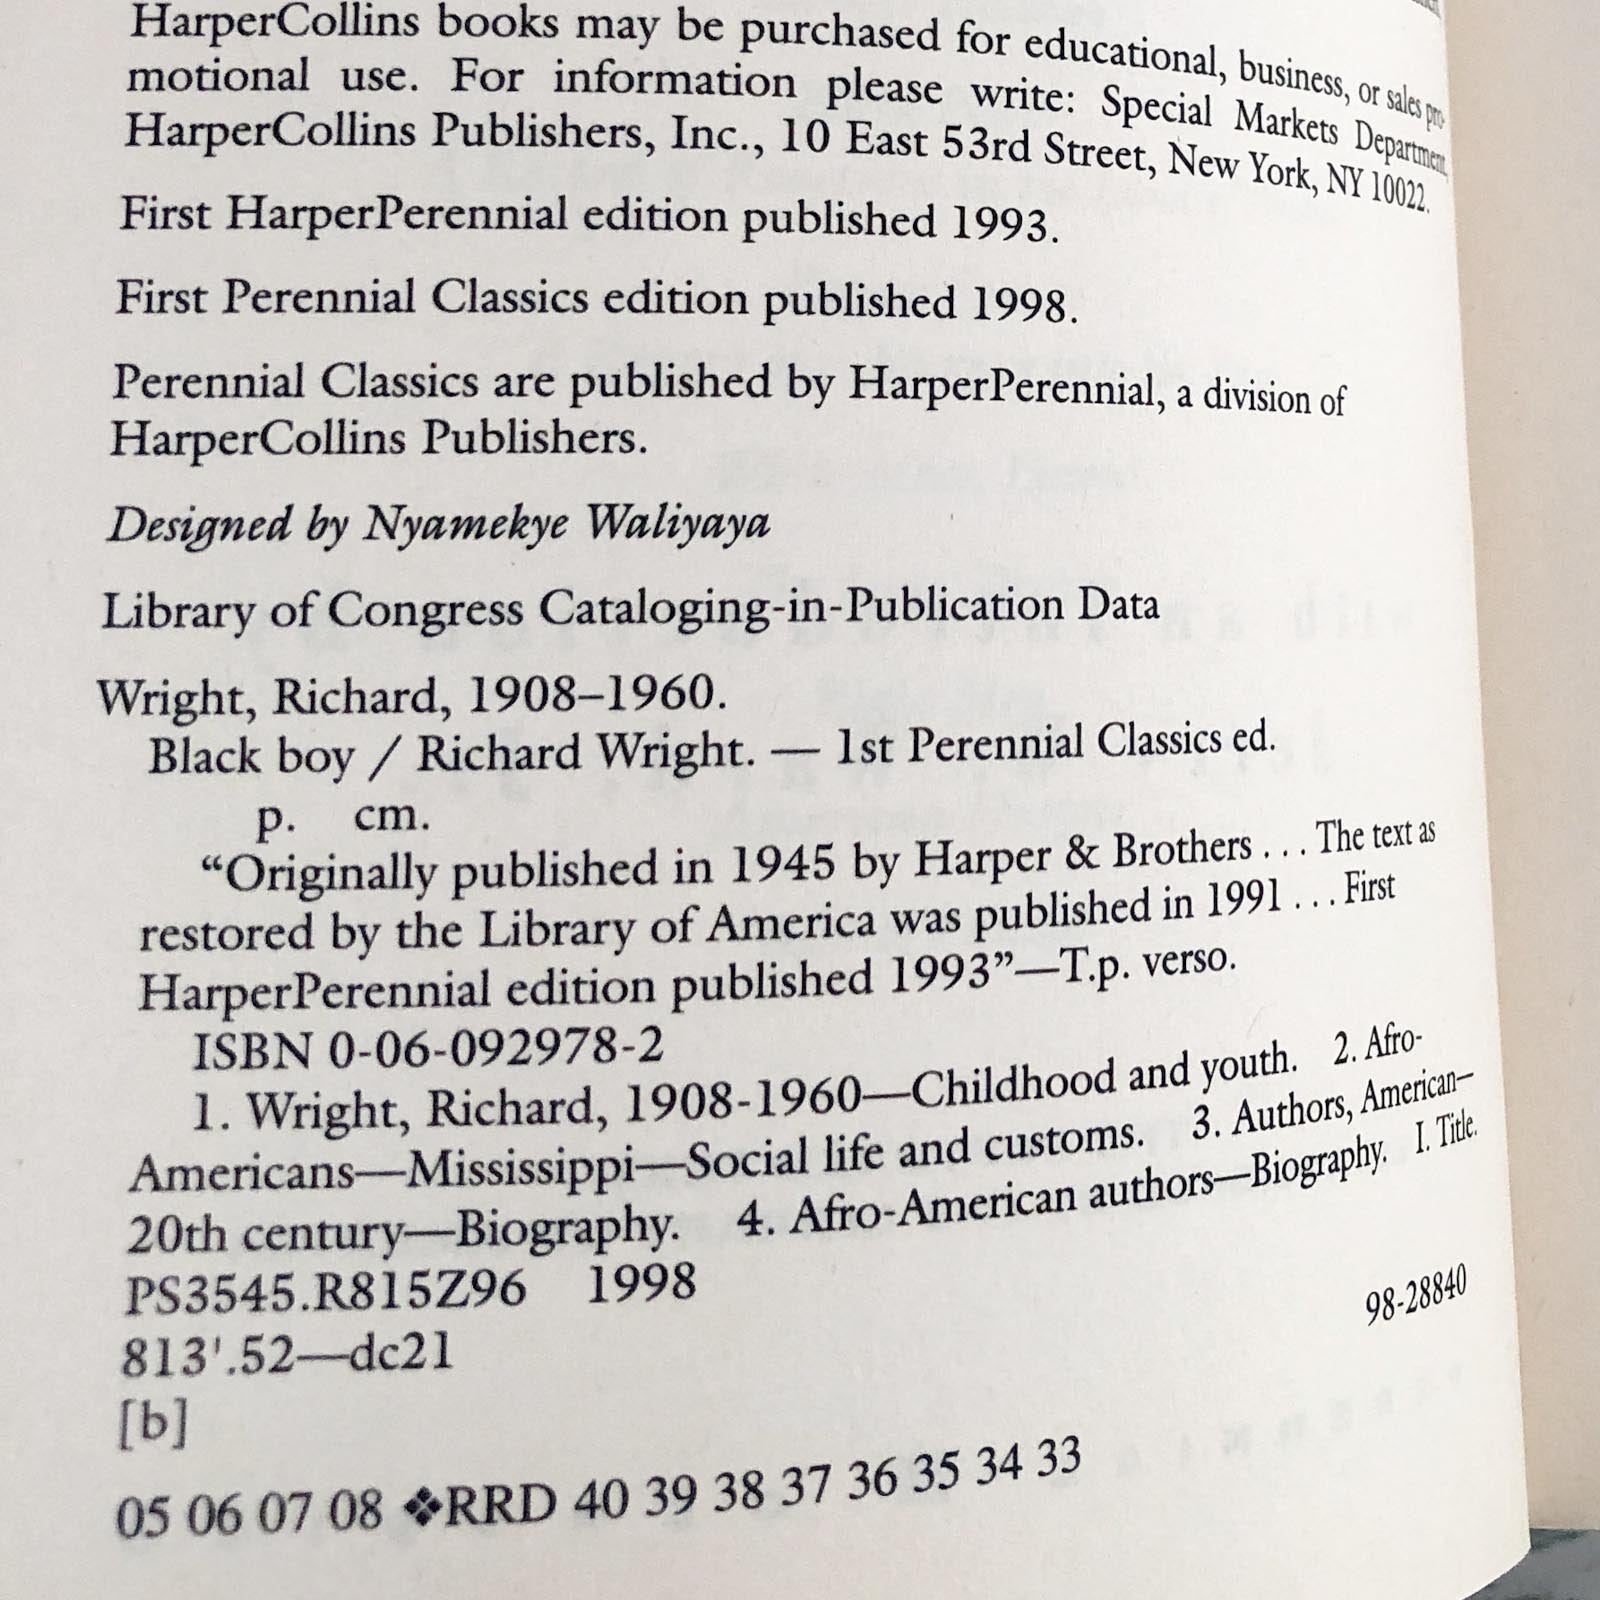 HarperCollins books may be purchased for educational, business, or sales pro-
motional use. For information please write: Special Markets Department,
HarperCollins Publishers, Inc., 10 East 53rd Street, New York, NY 10022.
First HarperPerennial edition published 1993.
First Perennial Classics edition published 1998.
Perennial Classics are published by HarperPerennial, a division of
HarperCollins Publishers.
Designed by Nyamekye Waliyaya
Library of Congress Cataloging-in-Publication Data
Wright, Richard, 1908–1960.
Black boy / Richard Wright. — 1st Perennial Classics ed.
p. cm.
“Originally published in 1945 by Harper & Brothers . . . The text as
restored by the Library of America was published in 1991 . . . First
HarperPerennial edition published 1993”—T.p. verso.
ISBN 0-06-092978-2
1. Wright, Richard, 1908-1960—Childhood and youth. 2. Afro-
Americans—Mississippi—Social life and customs. 3. Authors, American—
20th century—Biography. 4. Afro-American authors—Biography. I. Title.
PS3545.R815Z96 1998
813'.52—dc21
98-28840
[b]
05 06 07 08 ❖RRD 40 39 38 37 36 35 34 33